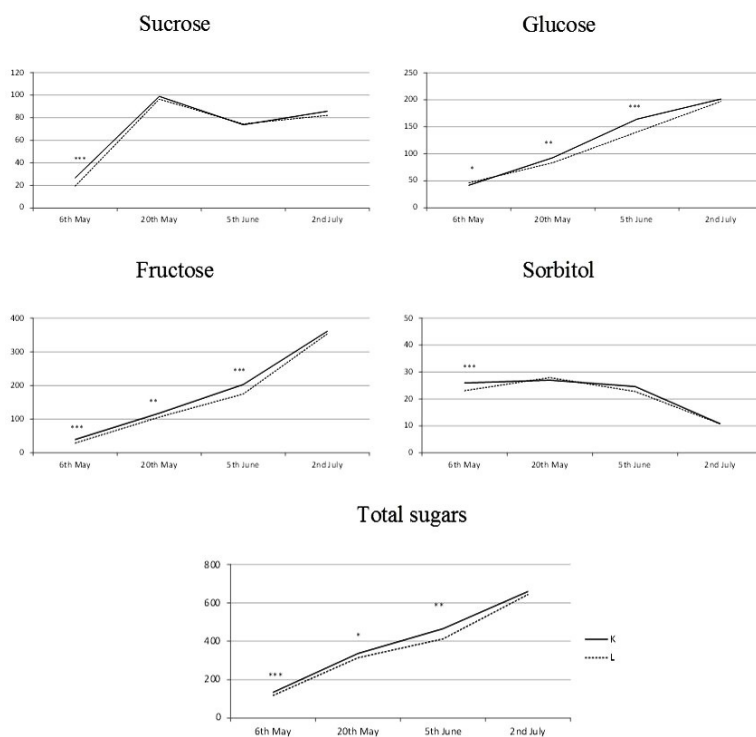 Sucrose
120
100
80
60
40
20
0
***
6th May 20th May 5th June 2nd July
Glucose
250
200
150
100
50
0
* ** ***
6th May 20th May 5th June 2nd July
Fructose
400
300
200
100
0
*** ** ***
6th May 20th May 5th June 2nd July
Sorbitol
50
40
30
20
10
0
***
6th May 20th May 5th June 2nd July
Total sugars
800
600
400
200
0
*** * **
6th May 20th May 5th June 2nd July
K
L